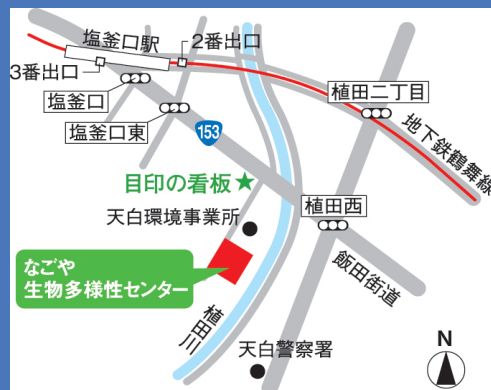 塩釜口駅
2番出口
3番出口
塩釜口
塩釜口東
153
植田二丁目
地下鉄鶴舞線
目印の看板★
天白環境事業所
植田西
なごや
生物多様性センター
飯田街道
植田川
天白警察署
N